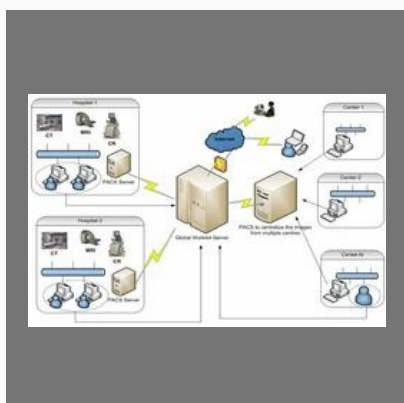 Hospital 1
CT
MRI
CR
PACS Server
Hospital 2
CT
MRI
CR
PACS Server
Internet
Global Worklist Server
PACS to centralize the images
from multiple centres
Center 1
Center 2
Center N